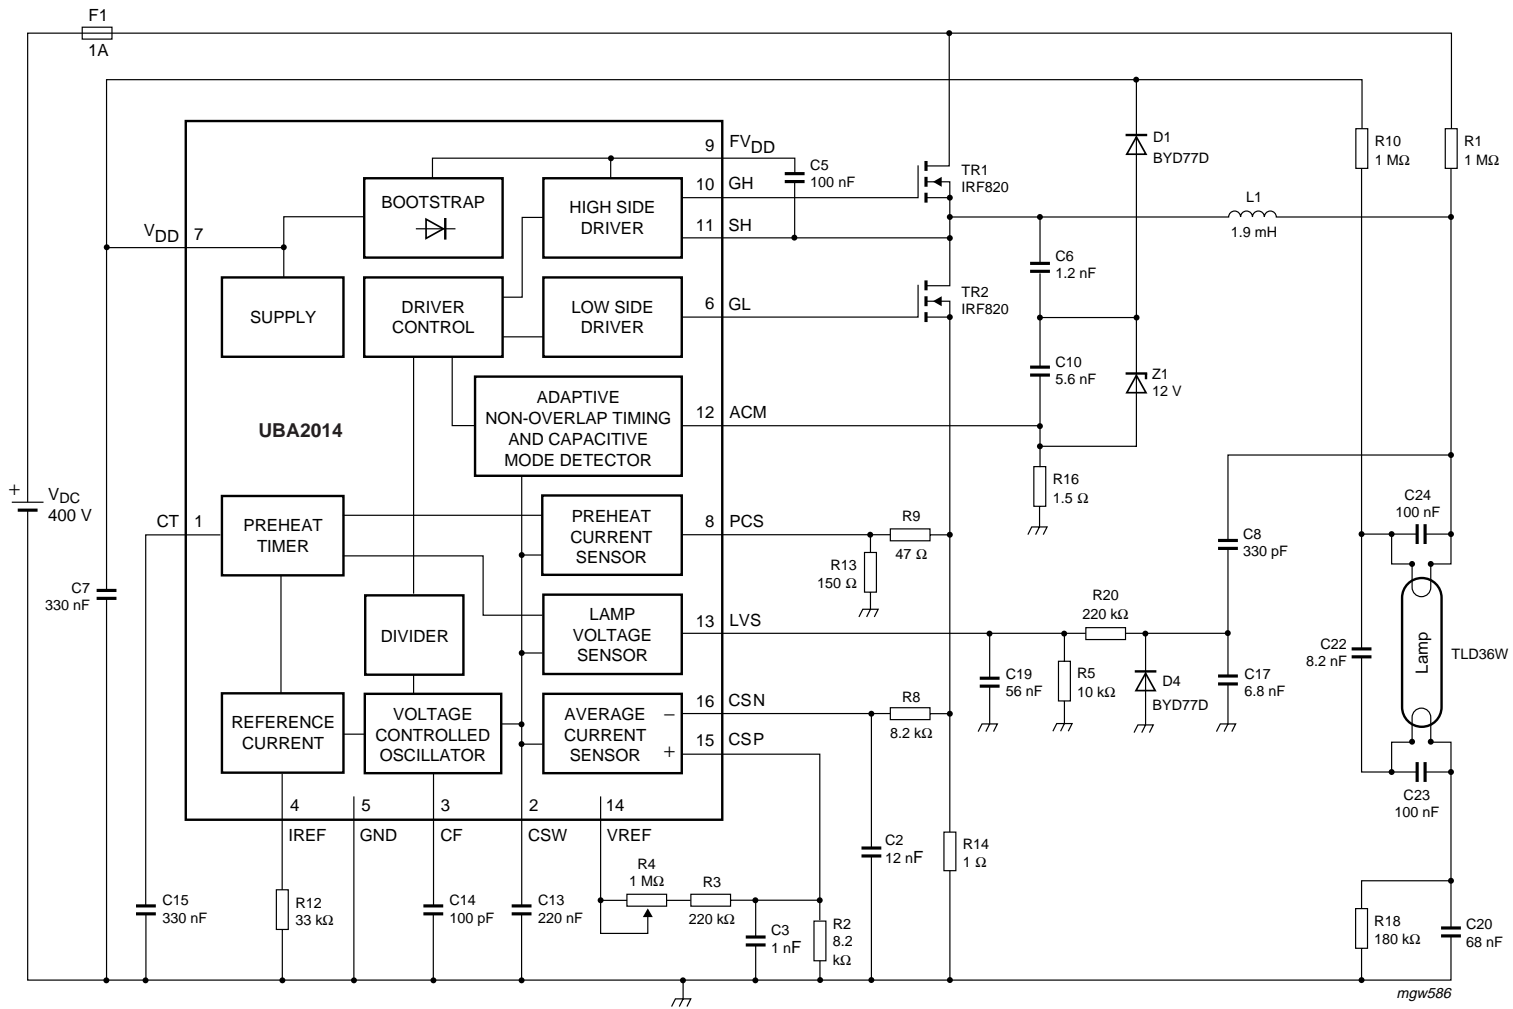 F1
1A
9
FVDD
C5
100 nF
10
GH
11
SH
BOOTSTRAP
HIGH SIDE
DRIVER
TR1
IRF820
D1
BYD77D
R10
1 MΩ
R1
1 MΩ
L1
1.9 mH
VDD
7
SUPPLY
DRIVER
CONTROL
LOW SIDE
DRIVER
6
GL
TR2
IRF820
C6
1.2 nF
C10
5.6 nF
Z1
12 V
UBA2014
ADAPTIVE
NON-OVERLAP TIMING
AND CAPACITIVE
MODE DETECTOR
12
ACM
R16
1.5 Ω
+
VDC
400 V
CT
1
PREHEAT
TIMER
PREHEAT
CURRENT
SENSOR
8
PCS
R9
47 Ω
R13
150 Ω
C8
330 pF
C24
100 nF
C7
330 nF
DIVIDER
LAMP
VOLTAGE
SENSOR
13
LVS
R20
220 kΩ
C19
56 nF
R5
10 kΩ
D4
BYD77D
C17
6.8 nF
C22
8.2 nF
Lamp
TLD36W
REFERENCE
CURRENT
VOLTAGE
CONTROLLED
OSCILLATOR
AVERAGE
CURRENT
SENSOR
−
+
16
CSN
15
CSP
R8
8.2 kΩ
C23
100 nF
4
5
3
2
14
IREF
GND
CF
CSW
VREF
C2
12 nF
R14
1 Ω
C15
330 nF
R12
33 kΩ
C14
100 pF
C13
220 nF
R4
1 MΩ
R3
220 kΩ
C3
1 nF
R2
8.2
kΩ
R18
180 kΩ
C20
68 nF
mgw586